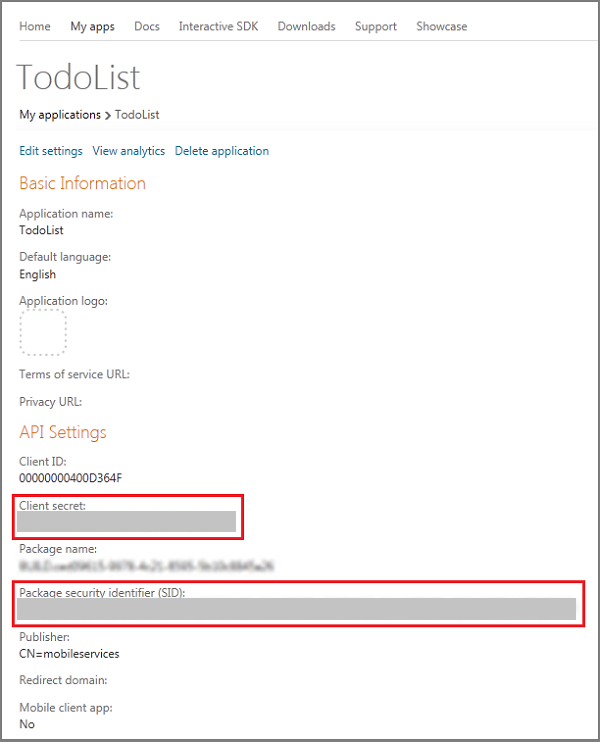 Home My apps Docs Interactive SDK Downloads Support Showcase
TodoList
My applications > TodoList
Edit settings View analytics Delete application
Basic Information
Application name:
TodoList
Default language:
English
Application logo:
Terms of service URL:
Privacy URL:
API Settings
Client ID:
00000000400D364F
Client secret:
Package name:
Package security identifier (SID):
Publisher:
CN=mobileservices
Redirect domain:
Mobile client app:
No